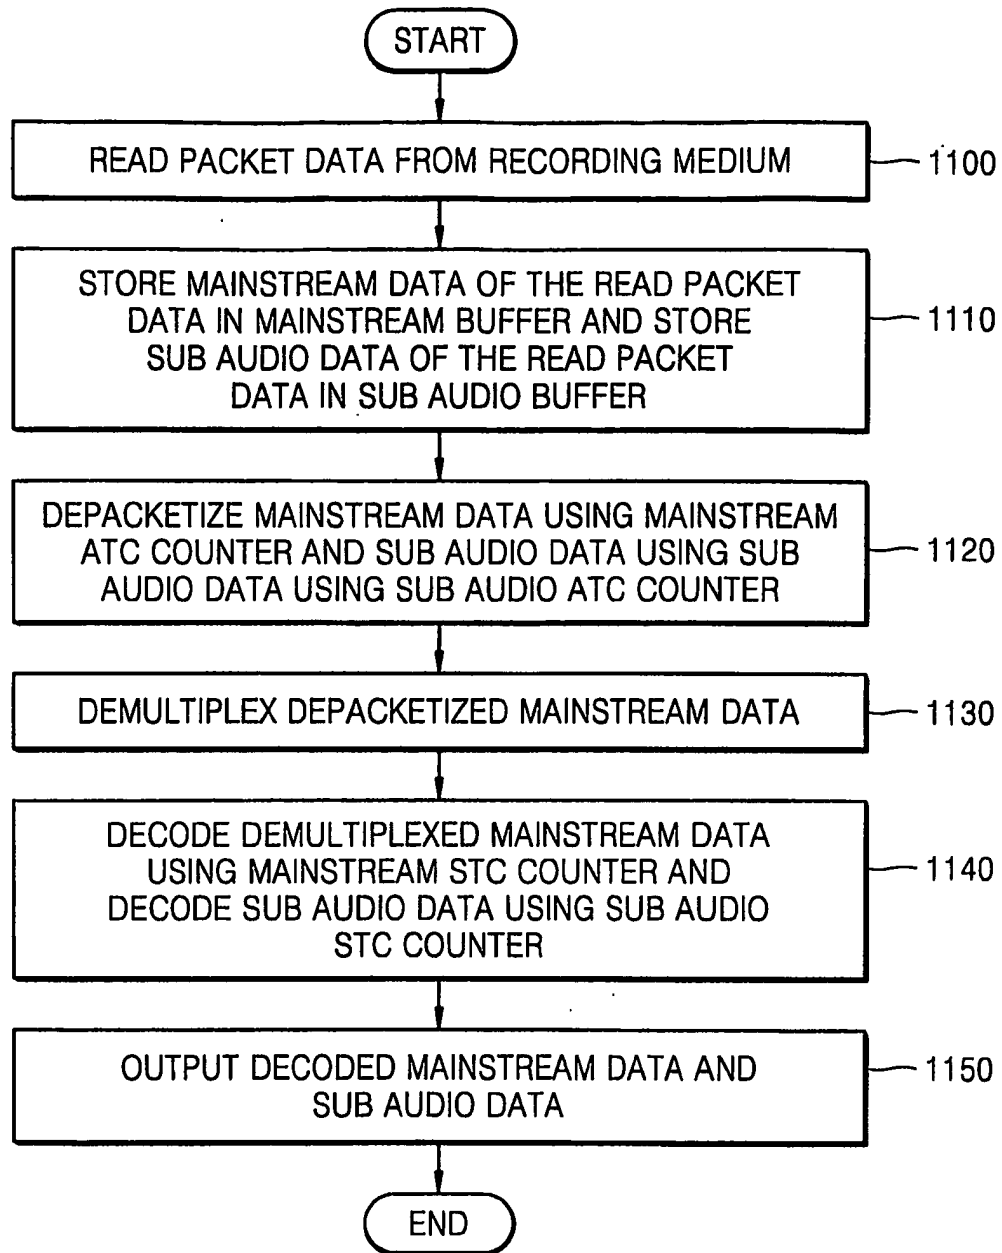 START
READ PACKET DATA FROM RECORDING MEDIUM
1100
STORE MAINSTREAM DATA OF THE READ PACKET
DATA IN MAINSTREAM BUFFER AND STORE
SUB AUDIO DATA OF THE READ PACKET
DATA IN SUB AUDIO BUFFER
1110
DEPACKETIZE MAINSTREAM DATA USING MAINSTREAM
ATC COUNTER AND SUB AUDIO DATA USING SUB
AUDIO DATA USING SUB AUDIO ATC COUNTER
1120
DEMULTIPLEX DEPACKETIZED MAINSTREAM DATA
1130
DECODE DEMULTIPLEXED MAINSTREAM DATA
USING MAINSTREAM STC COUNTER AND
DECODE SUB AUDIO DATA USING SUB AUDIO
STC COUNTER
1140
OUTPUT DECODED MAINSTREAM DATA AND
SUB AUDIO DATA
1150
END